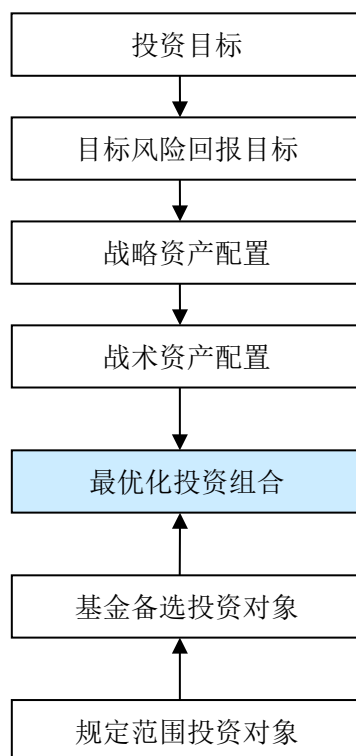 投资目标
目标风险回报目标
战略资产配置
战术资产配置
最优化投资组合
基金备选投资对象
规定范围投资对象